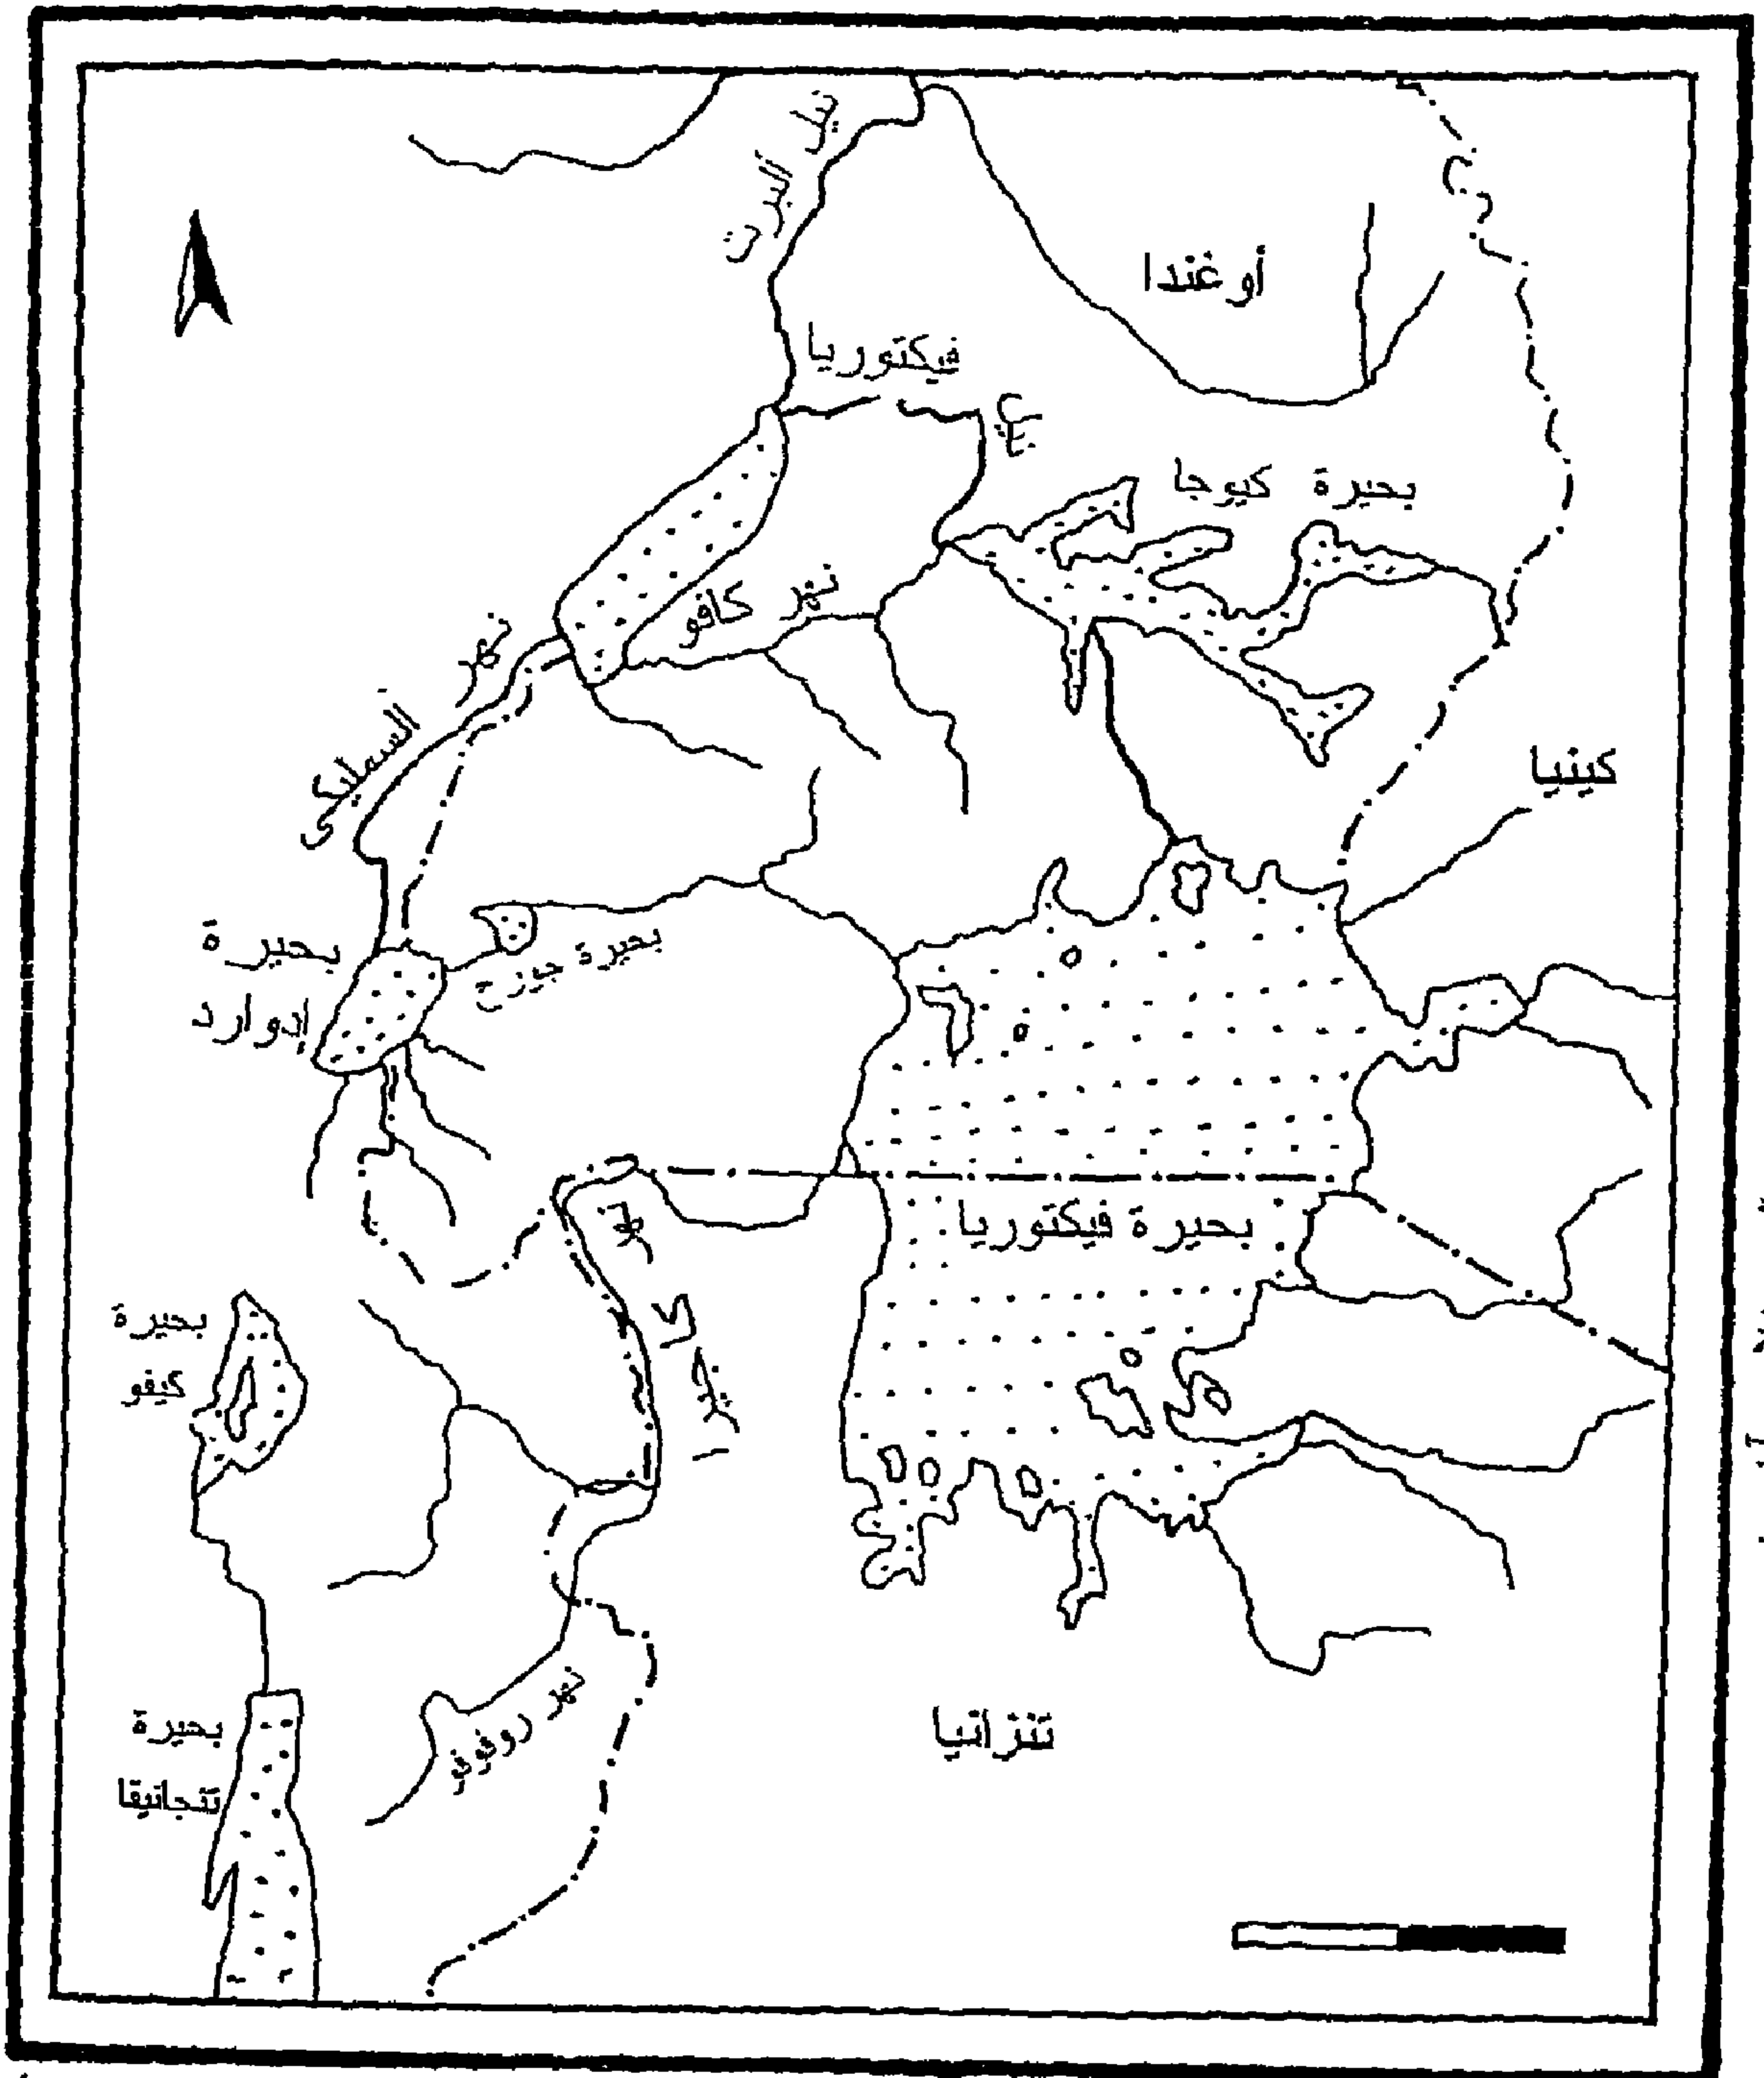 نيل ألبرت
أوغندا
فيكتوريا
بحيرة كيوجا
نهر كافو
نهر السمليكى
كينيا
بحيرة
إدوارد
بحيرة جورج
نهر كاجيرا
بحيرة فيكتوريا
بحيرة
كيفو
نهر روفوفو
بحيرة
تنجانيقا
تنزانيا